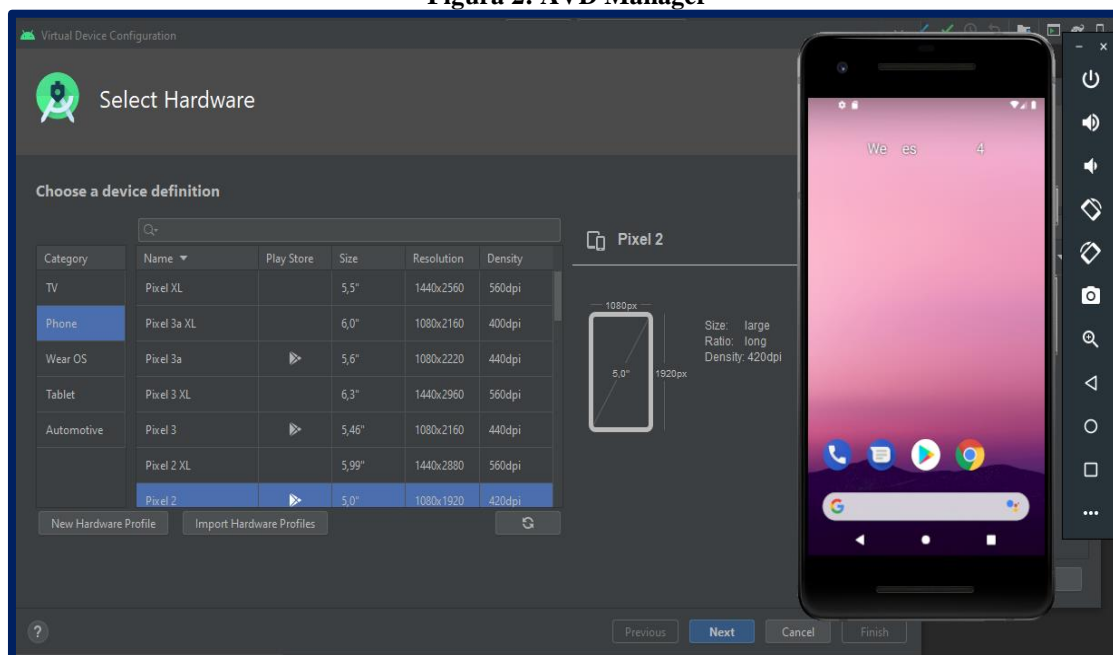 Figura 2: AVD Manager
Virtual Device Configuration
Select Hardware
Choose a device definition
Category Name Play Store Size Resolution Density
TV Pixel XL 5,5" 1440x2560 560dpi
Phone Pixel 3a XL 6,0" 1080x2160 400dpi
Wear OS Pixel 3a 5,6" 1080x2220 440dpi
Tablet Pixel 3 XL 6,3" 1440x2960 560dpi
Automotive Pixel 3 5,46" 1080x2160 440dpi
Pixel 2 XL 5,99" 1440x2880 560dpi
Pixel 2 5,0" 1080x1920 420dpi
New Hardware Profile Import Hardware Profiles
Pixel 2
1080px
Size: large
Ratio: long
Density: 420dpi
5,0" 1920px
We es 4
G
? Previous Next Cancel Finish